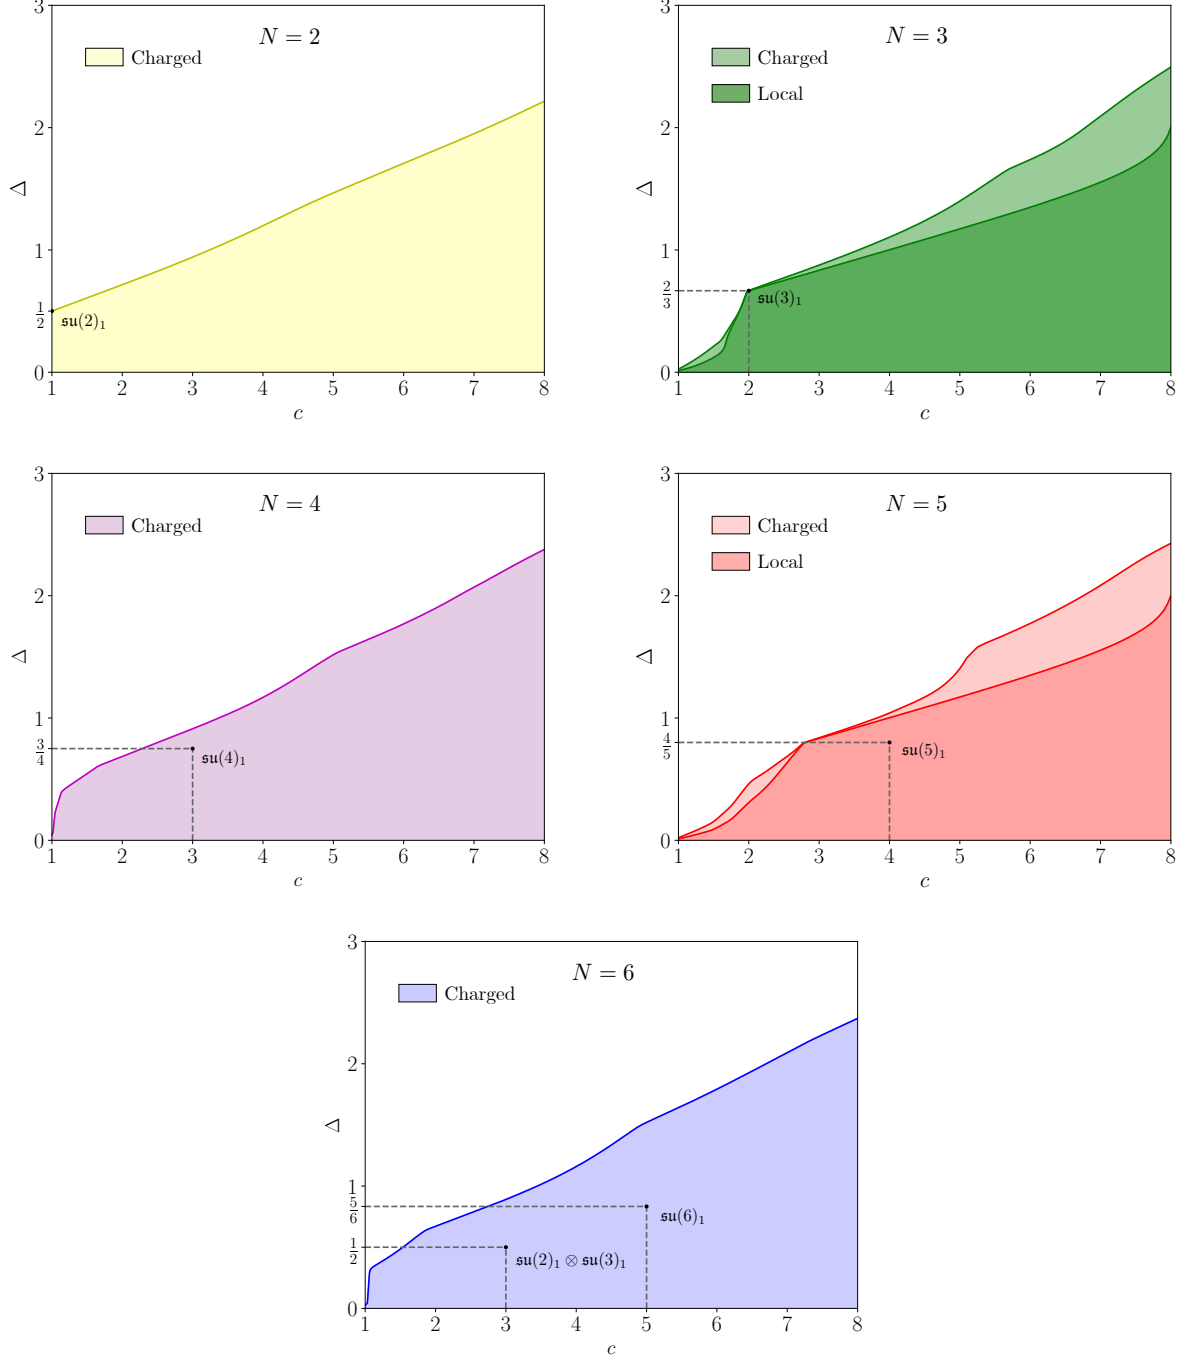 N = 2
Charged
3
2
1
1/2
0
Δ
𝔰𝔲(2)₁
1 2 3 4 5 6 7 8
c
N = 3
Charged
Local
3
2
1
2/3
0
Δ
𝔰𝔲(3)₁
1 2 3 4 5 6 7 8
c
N = 4
Charged
3
2
1
3/4
0
Δ
𝔰𝔲(4)₁
1 2 3 4 5 6 7 8
c
N = 5
Charged
Local
3
2
1
4/5
0
Δ
𝔰𝔲(5)₁
1 2 3 4 5 6 7 8
c
N = 6
Charged
3
2
1
5/6
1/2
0
Δ
𝔰𝔲(6)₁
𝔰𝔲(2)₁ ⊗ 𝔰𝔲(3)₁
1 2 3 4 5 6 7 8
c